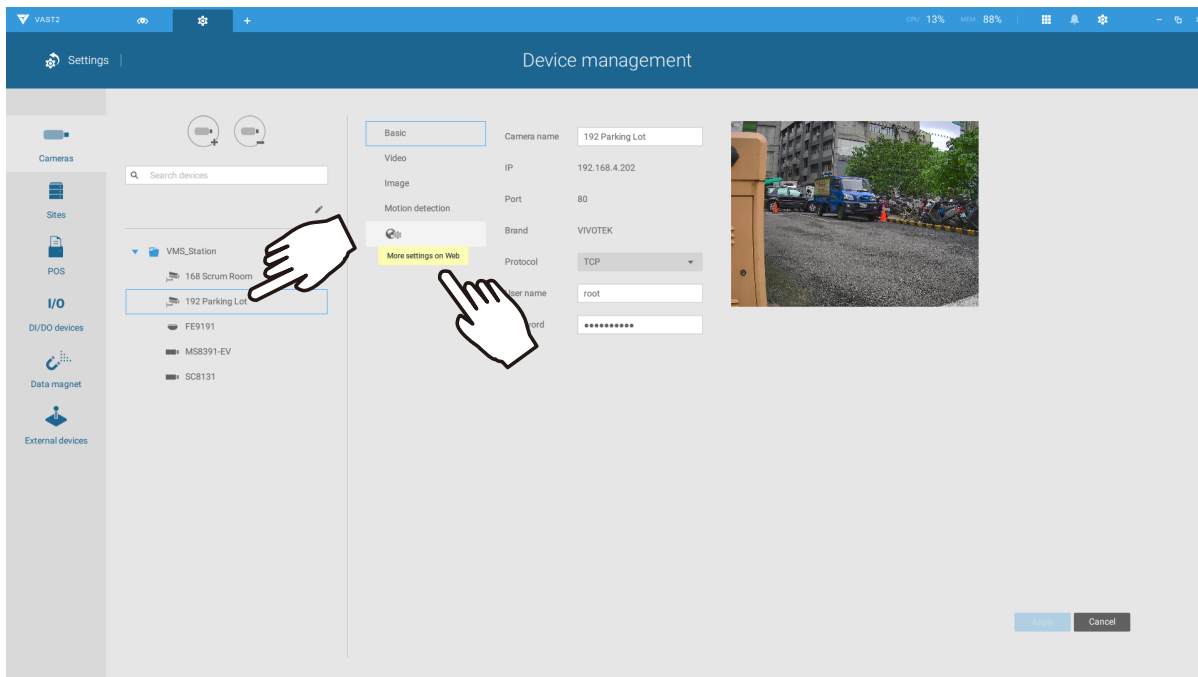 VAST2
+
CPU 13% MEM 88%
Settings
Device management
Cameras
Sites
POS
I/O
DI/DO devices
Data magnet
External devices
Search devices
VMS_Station
168 Scrum Room
192 Parking Lot
FE9191
MS8391-EV
SC8131
Basic
Video
Image
Motion detection
More settings on Web
Camera name 192 Parking Lot
IP 192.168.4.202
Port 80
Brand VIVOTEK
Protocol TCP
User name root
ord ●●●●●●●●●●
Apply Cancel